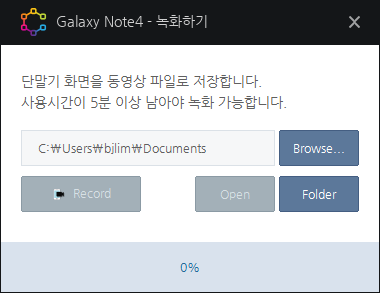 Galaxy Note4 - 녹화하기
단말기 화면을 동영상 파일로 저장합니다.
사용시간이 5분 이상 남아야 녹화 가능합니다.
C:₩Users₩bjlim₩Documents
Browse...
Record
Open
Folder
0%